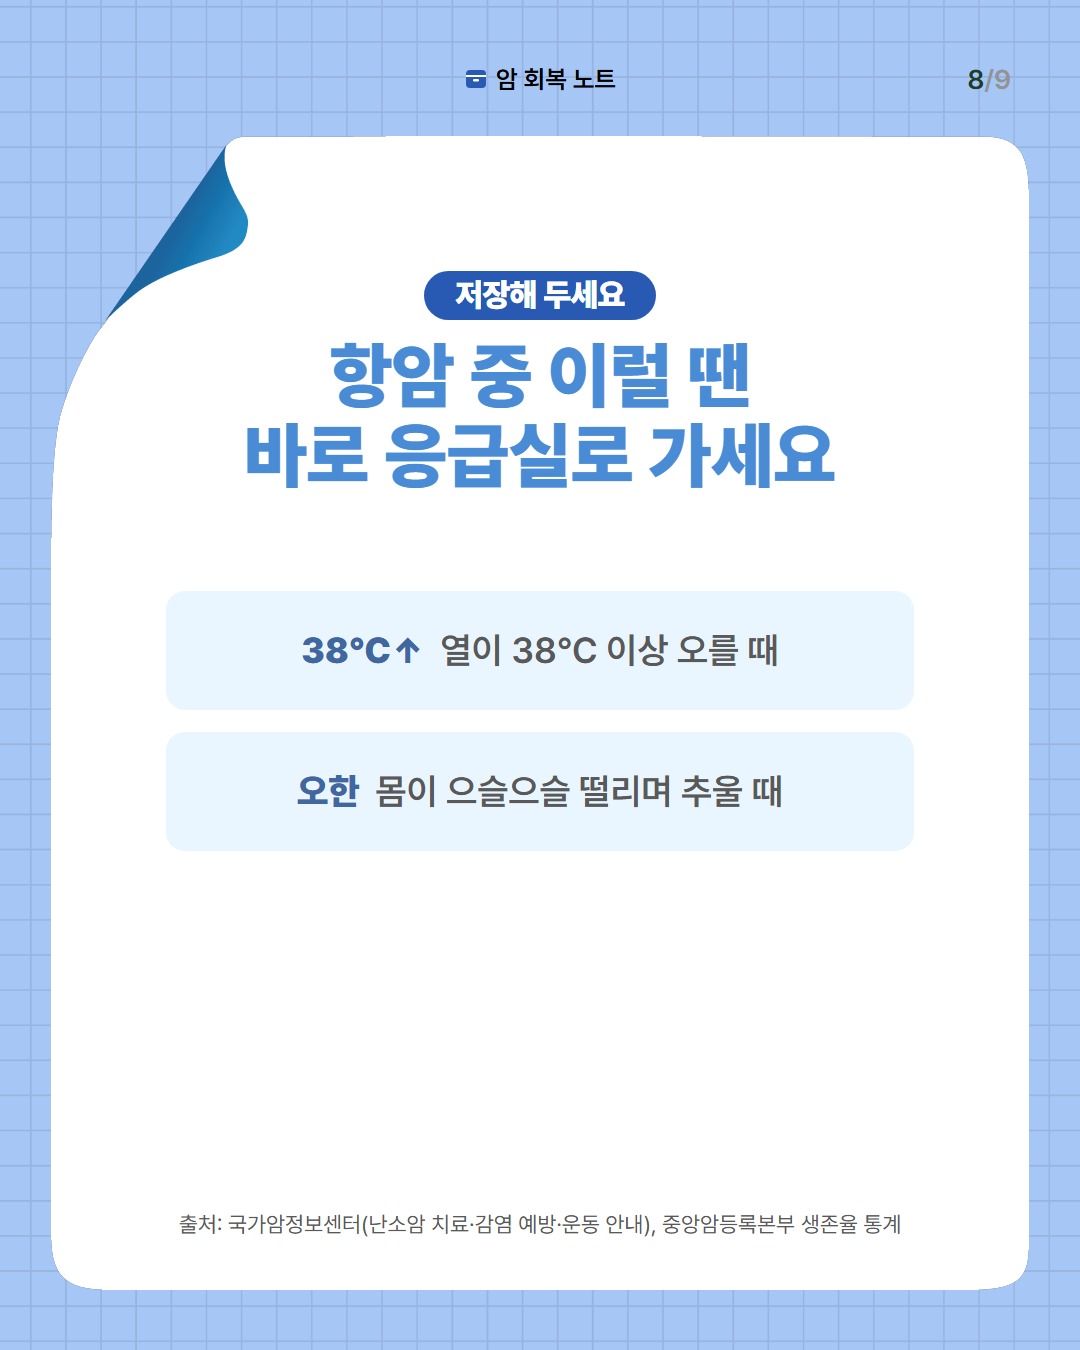 암 회복 노트
8/9
저장해 두세요
항암 중 이럴 땐
바로 응급실로 가세요
38°C↑ 열이 38°C 이상 오를 때
오한 몸이 으슬으슬 떨리며 추울 때
출처: 국가암정보센터(난소암 치료·감염 예방·운동 안내), 중앙암등록본부 생존율 통계